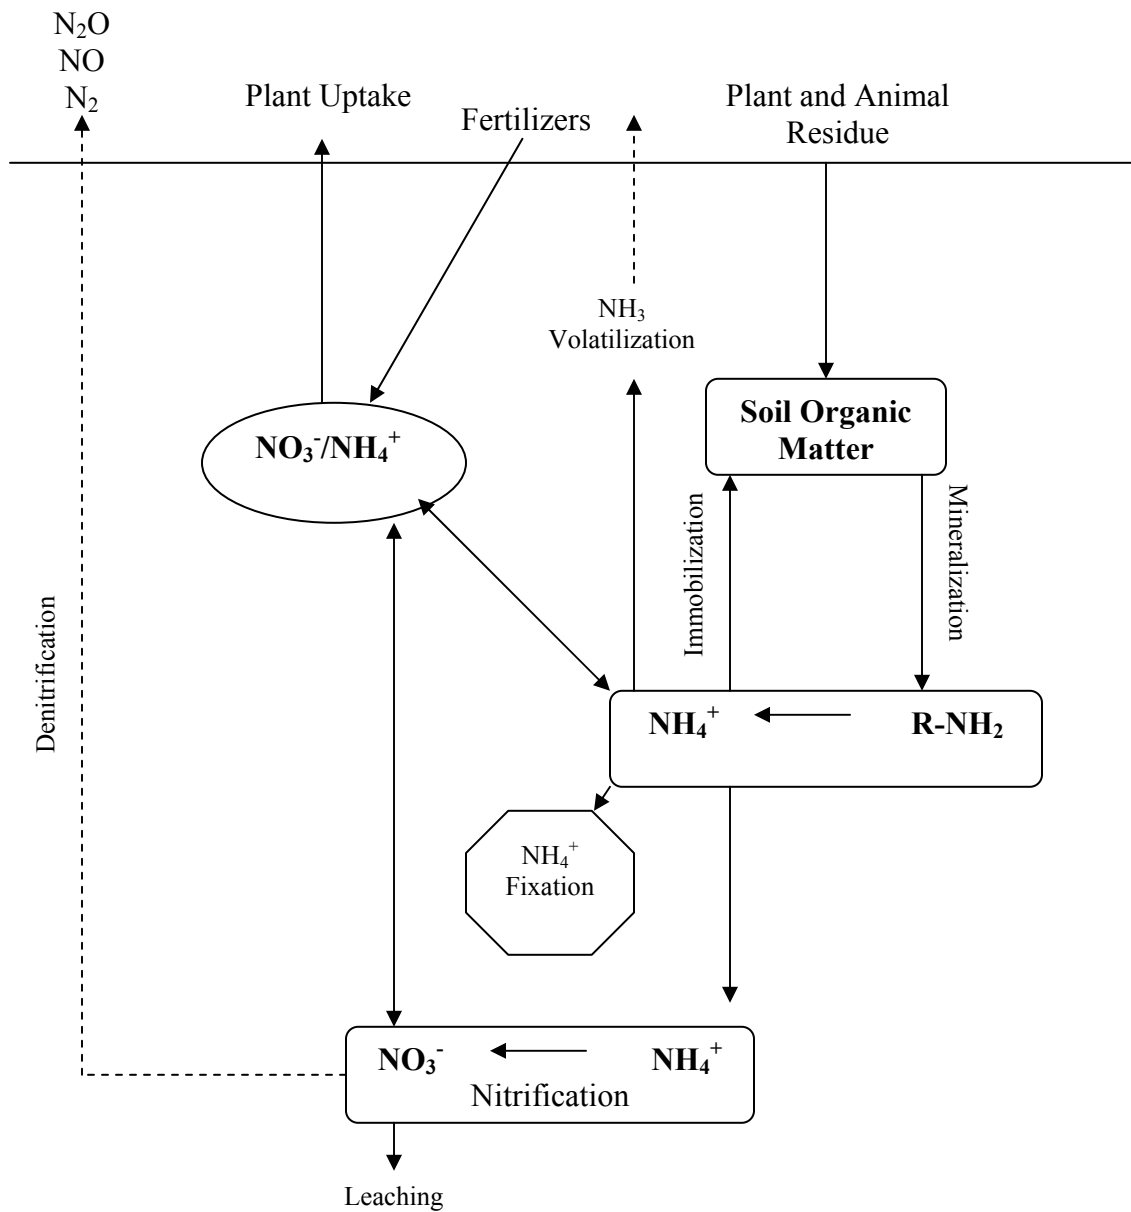 N₂O
NO
N₂
Plant Uptake
Fertilizers
Plant and Animal
Residue
NH₃
Volatilization
Soil Organic
Matter
NO₃⁻/NH₄⁺
Immobilization
Mineralization
Denitrification
NH₄⁺
R-NH₂
NH₄⁺
Fixation
NO₃⁻
NH₄⁺
Nitrification
Leaching